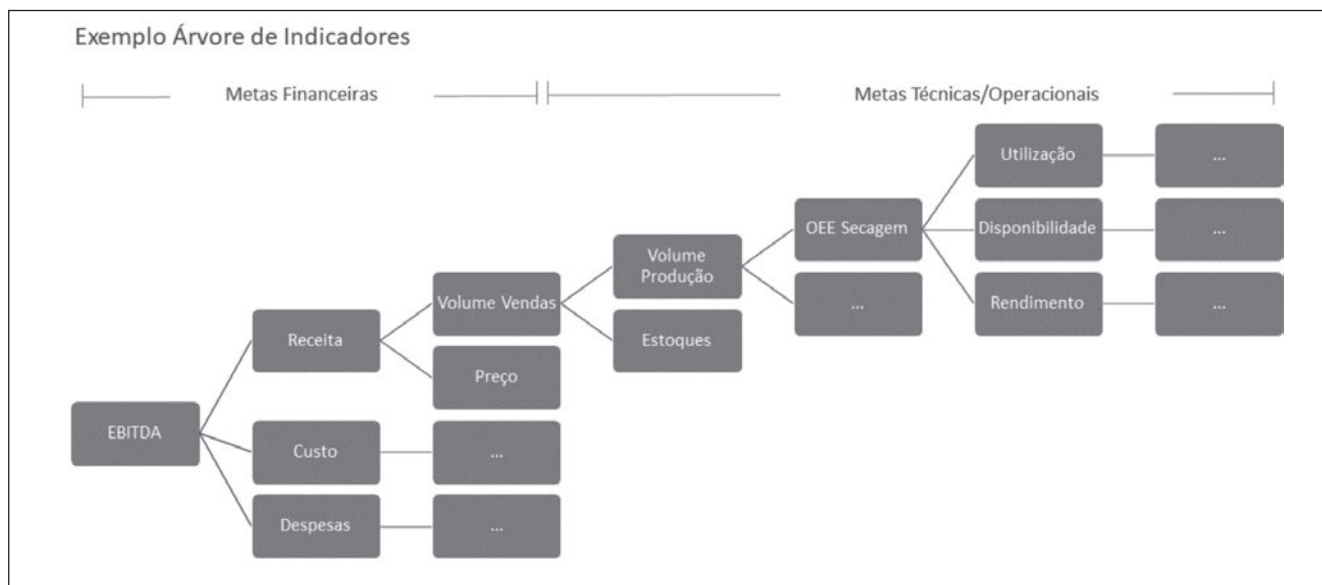 Exemplo Árvore de Indicadores
Metas Financeiras
Metas Técnicas/Operacionais
Utilização
...
OEE Secagem
Disponibilidade
...
Volume
Produção
Volume Vendas
...
Rendimento
...
Receita
Estoques
Preço
EBITDA
Custo
...
Despesas
...